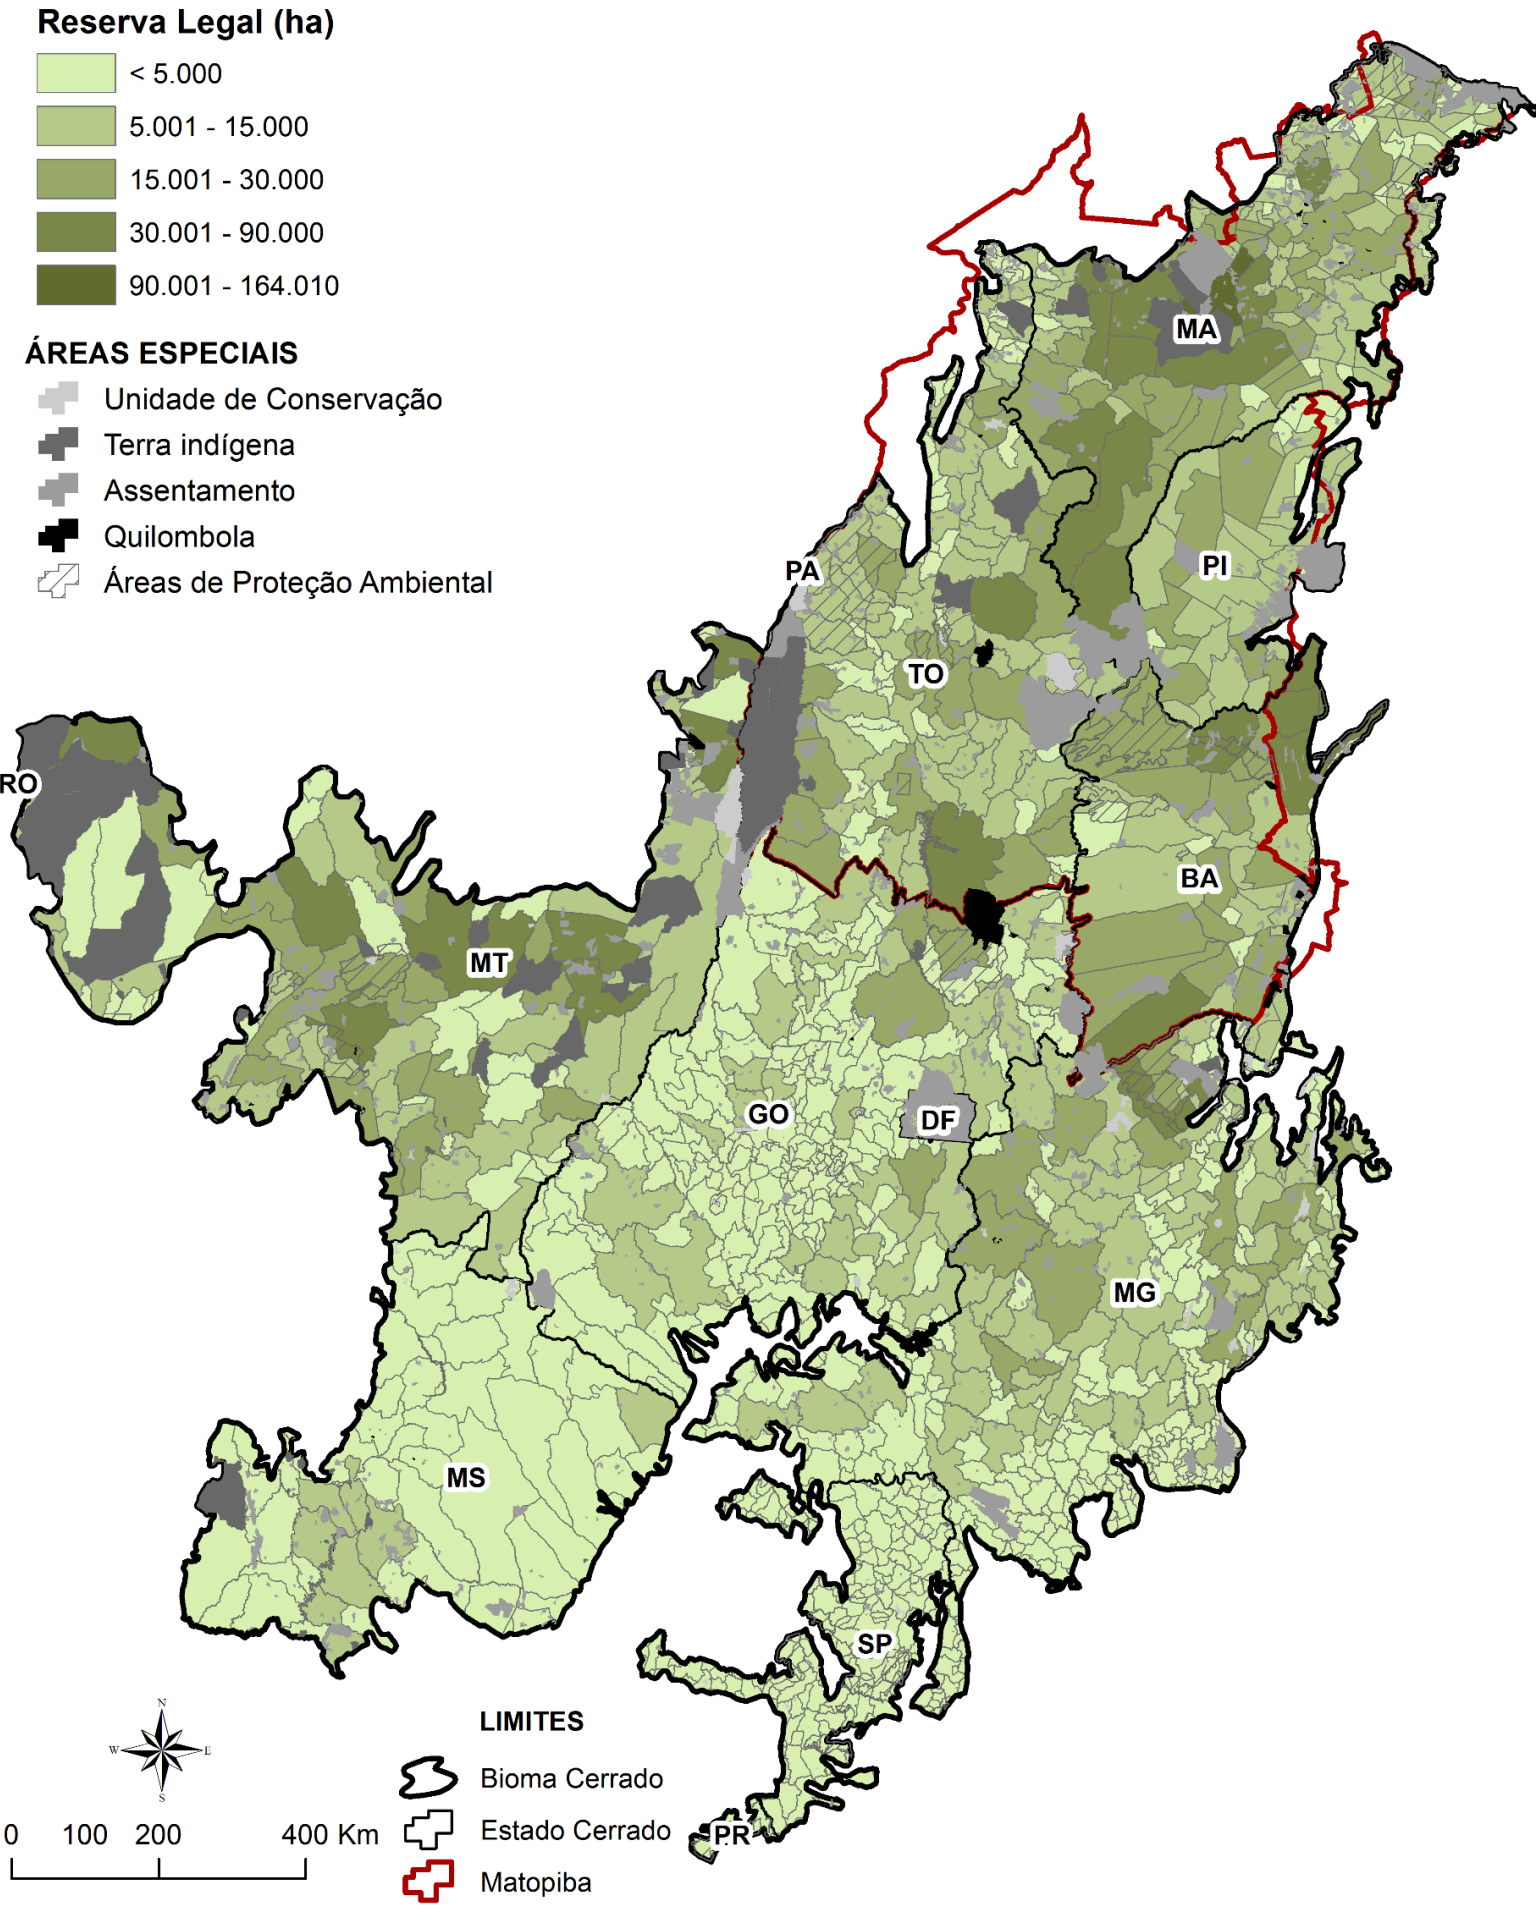 Reserva Legal (ha)
< 5.000
5.001 - 15.000
15.001 - 30.000
30.001 - 90.000
90.001 - 164.010
ÁREAS ESPECIAIS
Unidade de Conservação
Terra indígena
Assentamento
Quilombola
Áreas de Proteção Ambiental
MA
PI
PA
TO
RO
BA
MT
GO
DF
MG
MS
SP
PR
N
W E
S
0 100 200 400 Km
LIMITES
Bioma Cerrado
Estado Cerrado
Matopiba